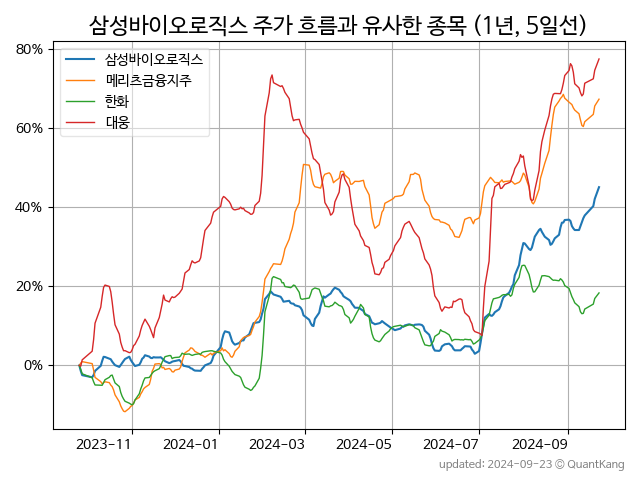 삼성바이오로직스 주가 흐름과 유사한 종목 (1년, 5일선)
80%
60%
40%
20%
0%
삼성바이오로직스
메리츠금융지주
한화
대웅
2023-11
2024-01
2024-03
2024-05
2024-07
2024-09
updated: 2024-09-23 © QuantKang